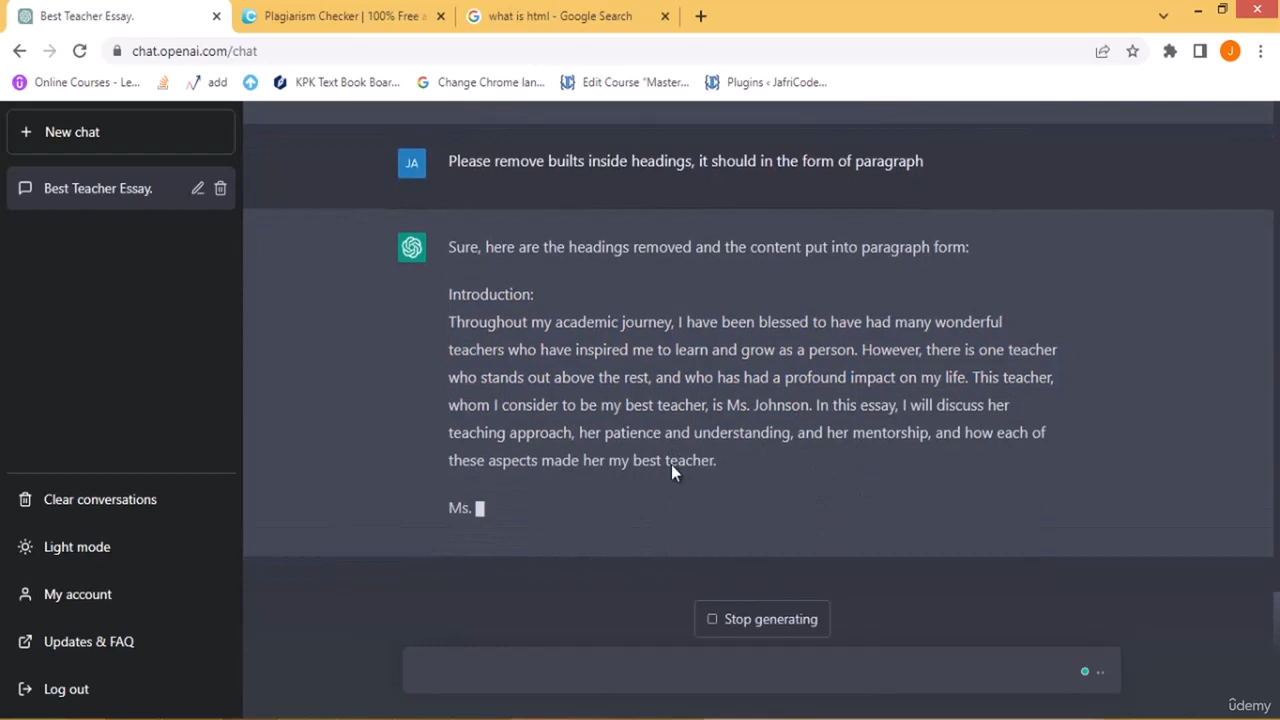 Best Teacher Essay.
Plagiarism Checker | 100% Free a
what is html - Google Search
chat.openai.com/chat
J
Online Courses - Le...
add
KPK Text Book Boar...
Change Chrome lan...
Edit Course "Master...
Plugins ‹ JafriCode...
New chat
Best Teacher Essay.
JA
Please remove builts inside headings, it should in the form of paragraph
Sure, here are the headings removed and the content put into paragraph form:
Introduction:
Throughout my academic journey, I have been blessed to have had many wonderful
teachers who have inspired me to learn and grow as a person. However, there is one teacher
who stands out above the rest, and who has had a profound impact on my life. This teacher,
whom I consider to be my best teacher, is Ms. Johnson. In this essay, I will discuss her
teaching approach, her patience and understanding, and her mentorship, and how each of
these aspects made her my best teacher.
Ms.
Clear conversations
Light mode
My account
Updates & FAQ
Log out
Stop generating
ûdemy